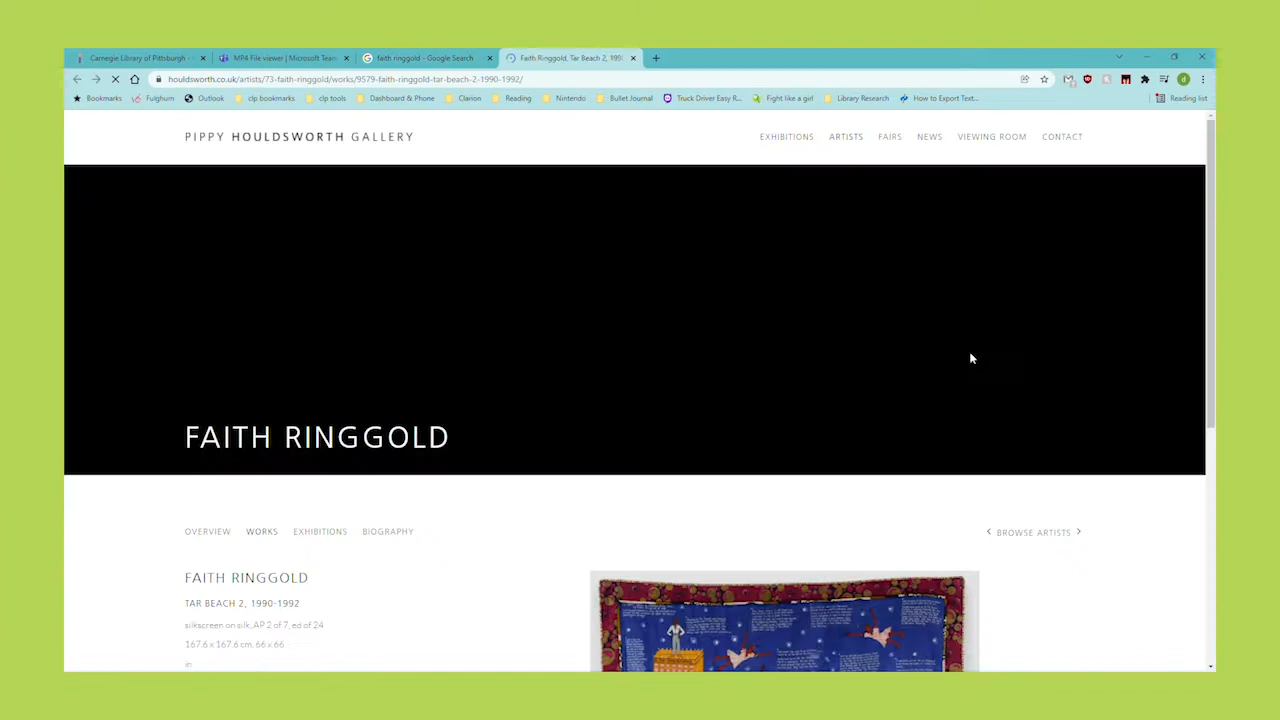 Carnegie Library of Pittsburgh - MP4 File viewer | Microsoft Team faith ringgold - Google Search Faith Ringgold, Tar Beach 2, 199
houldsworth.co.uk/artists/73-faith-ringgold/works/9579-faith-ringgold-tar-beach-2-1990-1992/
Bookmarks Fulghum Outlook clp bookmarks clp tools Dashboard & Phone Clarion Reading Nintendo Bullet Journal Truck Driver Easy R... Fight like a girl Library Research How to Export Text... Reading list
PIPPY HOULDSWORTH GALLERY EXHIBITIONS ARTISTS FAIRS NEWS VIEWING ROOM CONTACT
FAITH RINGGOLD
OVERVIEW WORKS EXHIBITIONS BIOGRAPHY BROWSE ARTISTS
FAITH RINGGOLD
TAR BEACH 2, 1990-1992
silkscreen on silk, AP 2 of 7, ed of 24
167.6 x 167.6 cm, 66 x 66
in